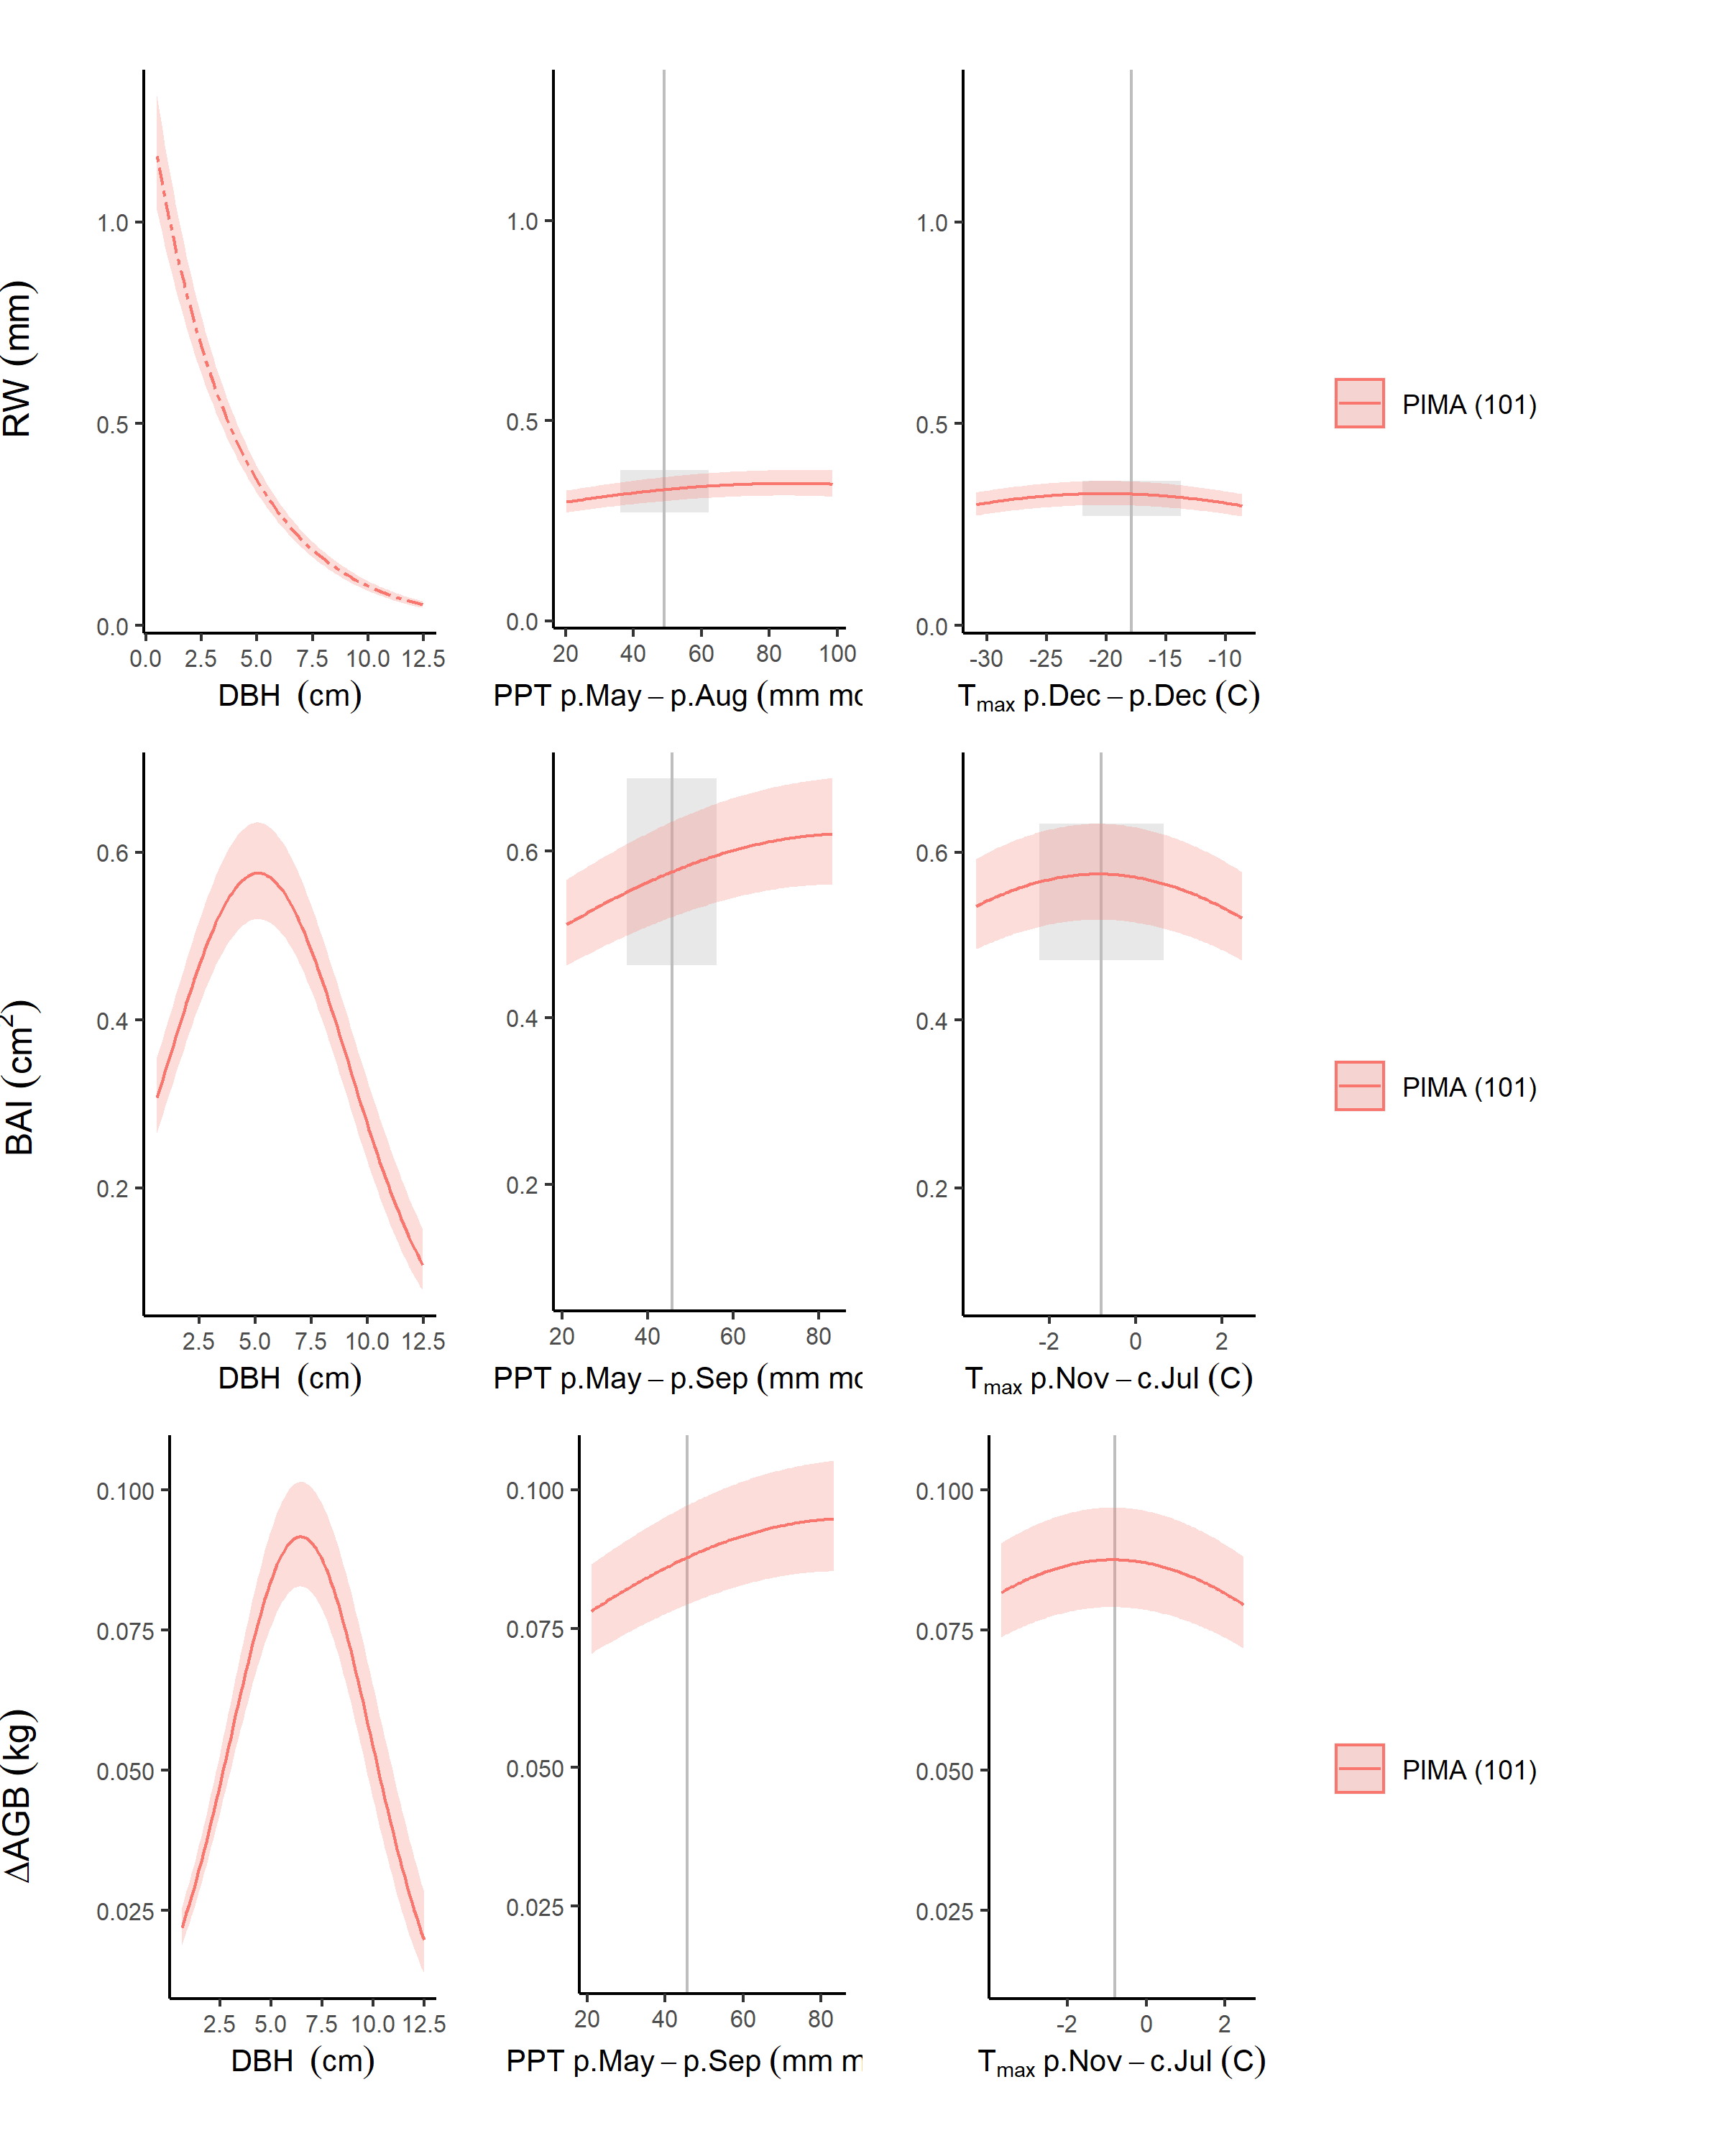 RW (mm)
1.0
0.5
0.0
0.0 2.5 5.0 7.5 10.0 12.5
DBH (cm)
1.0
0.5
0.0
20 40 60 80 100
PPT p.May – p.Aug (mm mo
1.0
0.5
0.0
-30 -25 -20 -15 -10
Tmax p.Dec – p.Dec (C)
PIMA (101)
BAI (cm²)
0.6
0.4
0.2
2.5 5.0 7.5 10.0 12.5
DBH (cm)
0.6
0.4
0.2
20 40 60 80
PPT p.May – p.Sep (mm mo
0.6
0.4
0.2
-2 0 2
Tmax p.Nov – c.Jul (C)
PIMA (101)
ΔAGB (kg)
0.100
0.075
0.050
0.025
2.5 5.0 7.5 10.0 12.5
DBH (cm)
0.100
0.075
0.050
0.025
20 40 60 80
PPT p.May – p.Sep (mm m
0.100
0.075
0.050
0.025
-2 0 2
Tmax p.Nov – c.Jul (C)
PIMA (101)